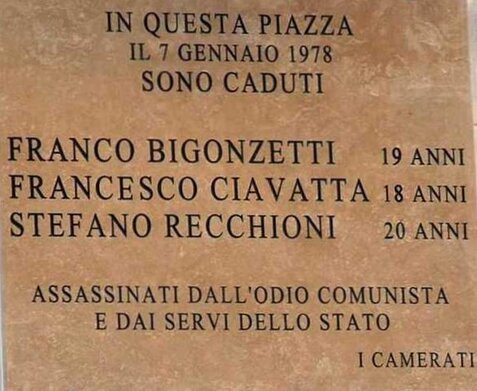 IN QUESTA PIAZZA
IL 7 GENNAIO 1978
SONO CADUTI
FRANCO BIGONZETTI 19 ANNI
FRANCESCO CIAVATTA 18 ANNI
STEFANO RECCHIONI 20 ANNI
ASSASSINATI DALL'ODIO COMUNISTA
E DAI SERVI DELLO STATO
I CAMERATI